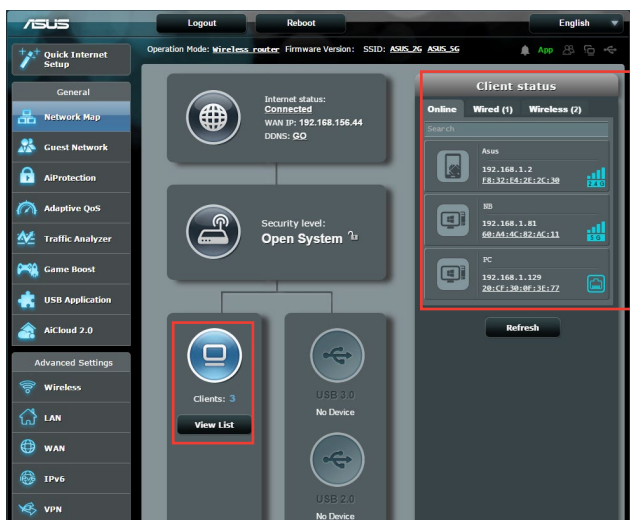 ASUS
Logout
Reboot
English
Quick Internet
Setup
Operation Mode: Wireless router Firmware Version: SSID: ASUS_2G ASUS_5G
App
General
Network Map
Guest Network
AiProtection
Adaptive QoS
Traffic Analyzer
Game Boost
USB Application
AiCloud 2.0
Advanced Settings
Wireless
LAN
WAN
IPv6
VPN
Internet status:
Connected
WAN IP: 192.168.156.44
DDNS: GO
Security level:
Open System
Clients: 3
View List
USB 3.0
No Device
USB 2.0
No Device
Client status
Online Wired (1) Wireless (2)
Search
Asus
192.168.1.2
F8:32:E4:2E:2C:30
2.4G
NB
192.168.1.81
60:A4:4C:82:AC:11
5G
PC
192.168.1.129
20:CF:30:0F:3E:77
Refresh